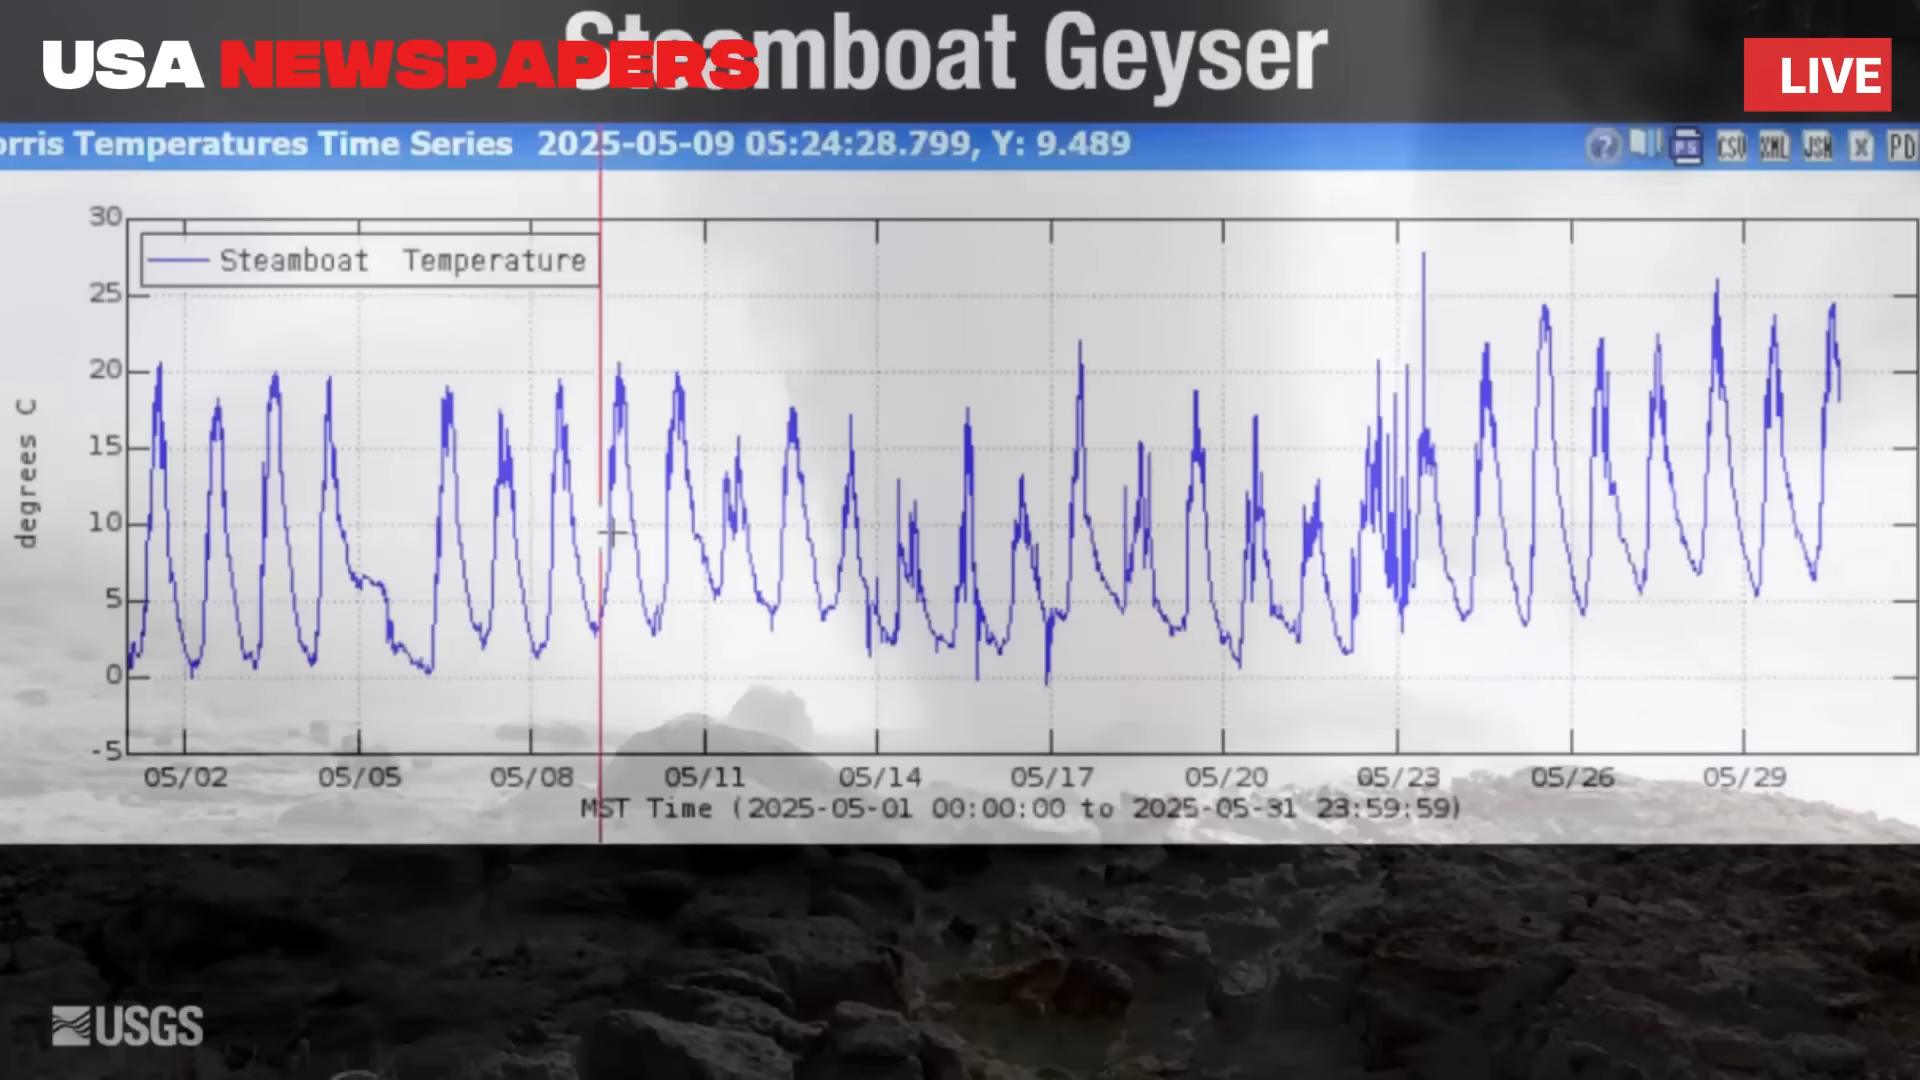 Steamboat Geyser
USA NEWSPAPERS
LIVE
orris Temperatures Time Series 2025-05-09 05:24:28.799, Y: 9.489
? PS CSV XML JSN X PD
30
25
20
15
10
5
0
-5
degrees C
Steamboat Temperature
05/02 05/05 05/08 05/11 05/14 05/17 05/20 05/23 05/26 05/29
MST Time (2025-05-01 00:00:00 to 2025-05-31 23:59:59)
USGS